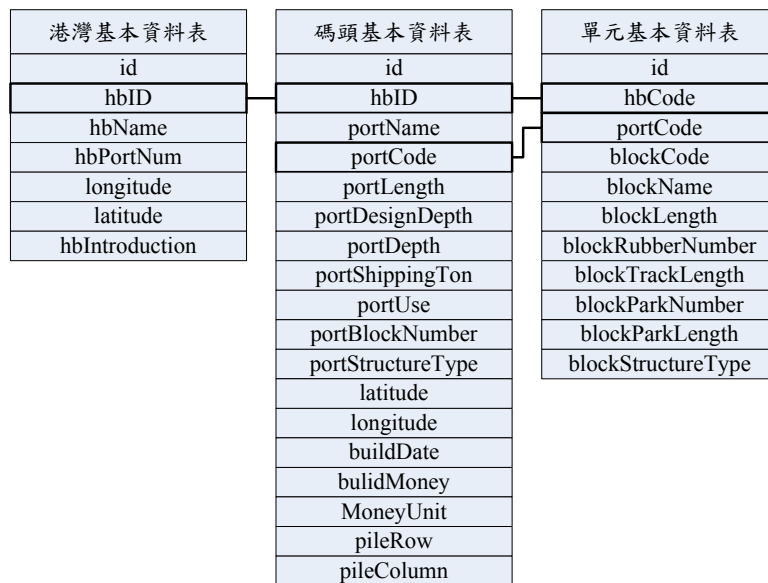 港灣基本資料表
id
hbID
hbName
hbPortNum
longitude
latitude
hbIntroduction
碼頭基本資料表
id
hbID
portName
portCode
portLength
portDesignDepth
portDepth
portShippingTon
portUse
portBlockNumber
portStructureType
latitude
longitude
buildDate
bulidMoney
MoneyUnit
pileRow
pileColumn
單元基本資料表
id
hbCode
portCode
blockCode
blockName
blockLength
blockRubberNumber
blockTrackLength
blockParkNumber
blockParkLength
blockStructureType